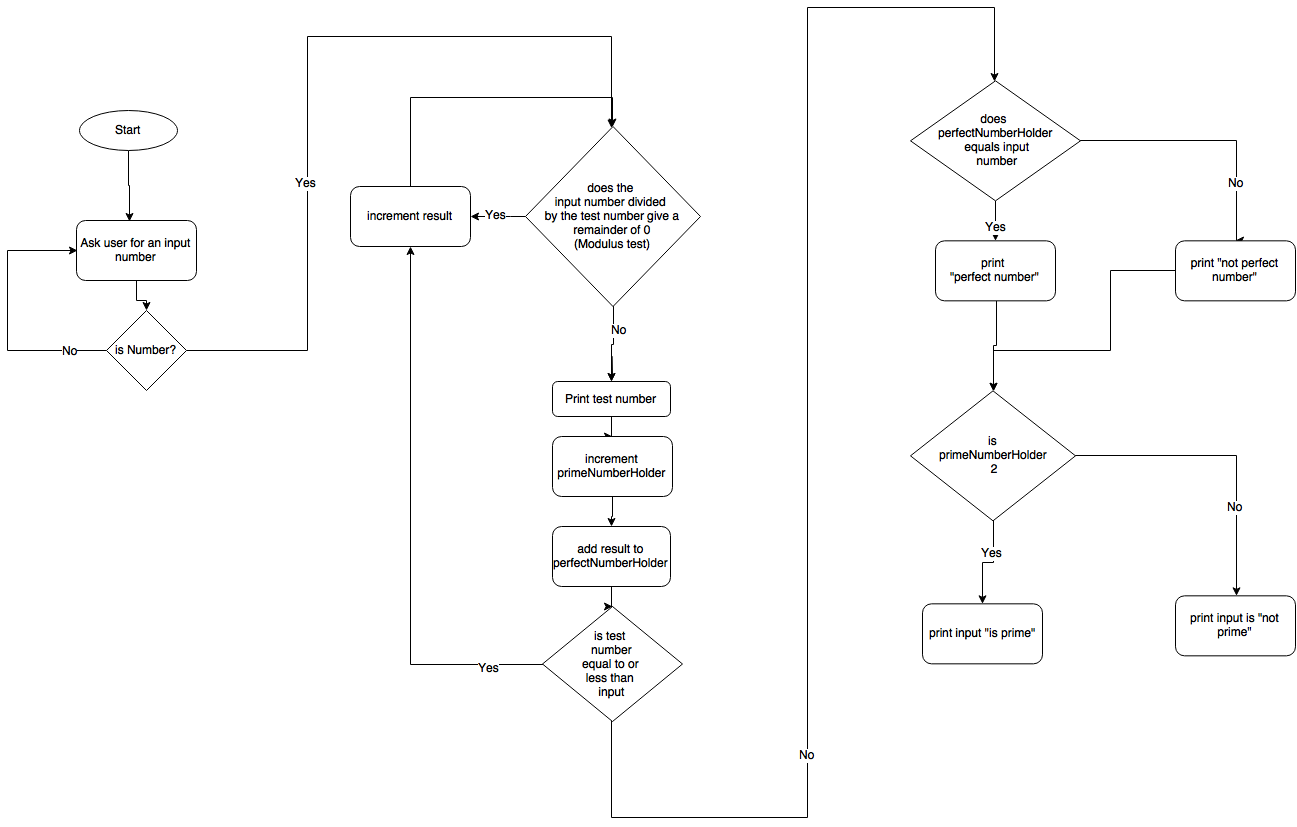 Start
Ask user for an input
number
is Number?
No
Yes
increment result
Yes
does the
input number divided
by the test number give a
remainder of 0
(Modulus test)
No
Print test number
increment
primeNumberHolder
add result to
perfectNumberHolder
is test
number
equal to or
less than
input
Yes
No
does
perfectNumberHolder
equals input
number
No
Yes
print
"perfect number"
print "not perfect
number"
is
primeNumberHolder
2
No
Yes
print input "is prime"
print input is "not
prime"